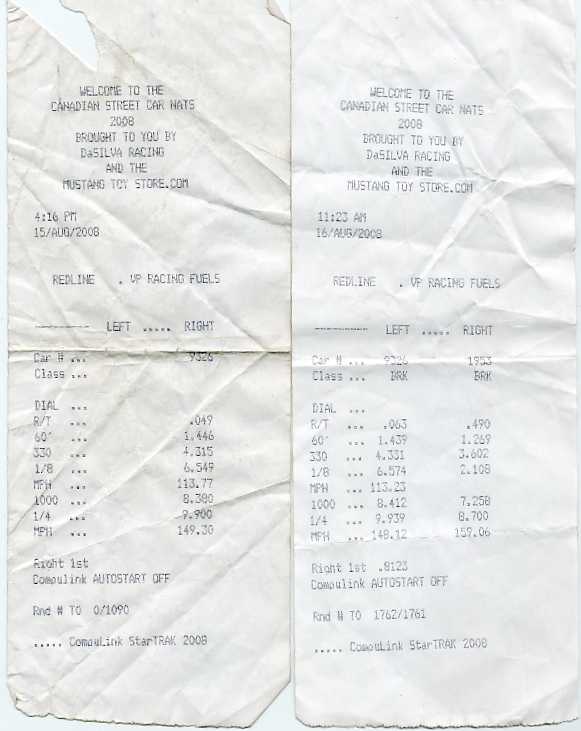 WELCOME TO THE
CANADIAN STREET CAR NATS
2008
BROUGHT TO YOU BY
DaSILVA RACING
AND THE
MUSTANG TOY STORE.COM
4:16 PM
15/AUG/2008
REDLINE . VP RACING FUELS
---------- LEFT ..... RIGHT
Car # ... 9326
Class ...
DIAL ...
R/T ... .049
60' ... 1.446
330 ... 4.315
1/8 ... 6.549
MPH ... 113.77
1000 ... 8.380
1/4 ... 9.900
MPH ... 149.30
Right 1st
Compulink AUTOSTART OFF
Rnd # TO 0/1090
..... CompuLink StarTRAK 2008
WELCOME TO THE
CANADIAN STREET CAR NATS
2008
BROUGHT TO YOU BY
DaSILVA RACING
AND THE
MUSTANG TOY STORE.COM
11:23 AM
16/AUG/2008
REDLINE . VP RACING FUELS
---------- LEFT ..... RIGHT
Car # ... 9326 1953
Class ... BRK BRK
DIAL ...
R/T ... .063 .490
60' ... 1.439 1.269
330 ... 4.331 3.602
1/8 ... 6.574 2.108
MPH ... 113.23
1000 ... 8.412 7.258
1/4 ... 9.939 8.700
MPH ... 148.12 159.06
Right 1st .8123
Compulink AUTOSTART OFF
Rnd # TO 1762/1761
..... CompuLink StarTRAK 2008